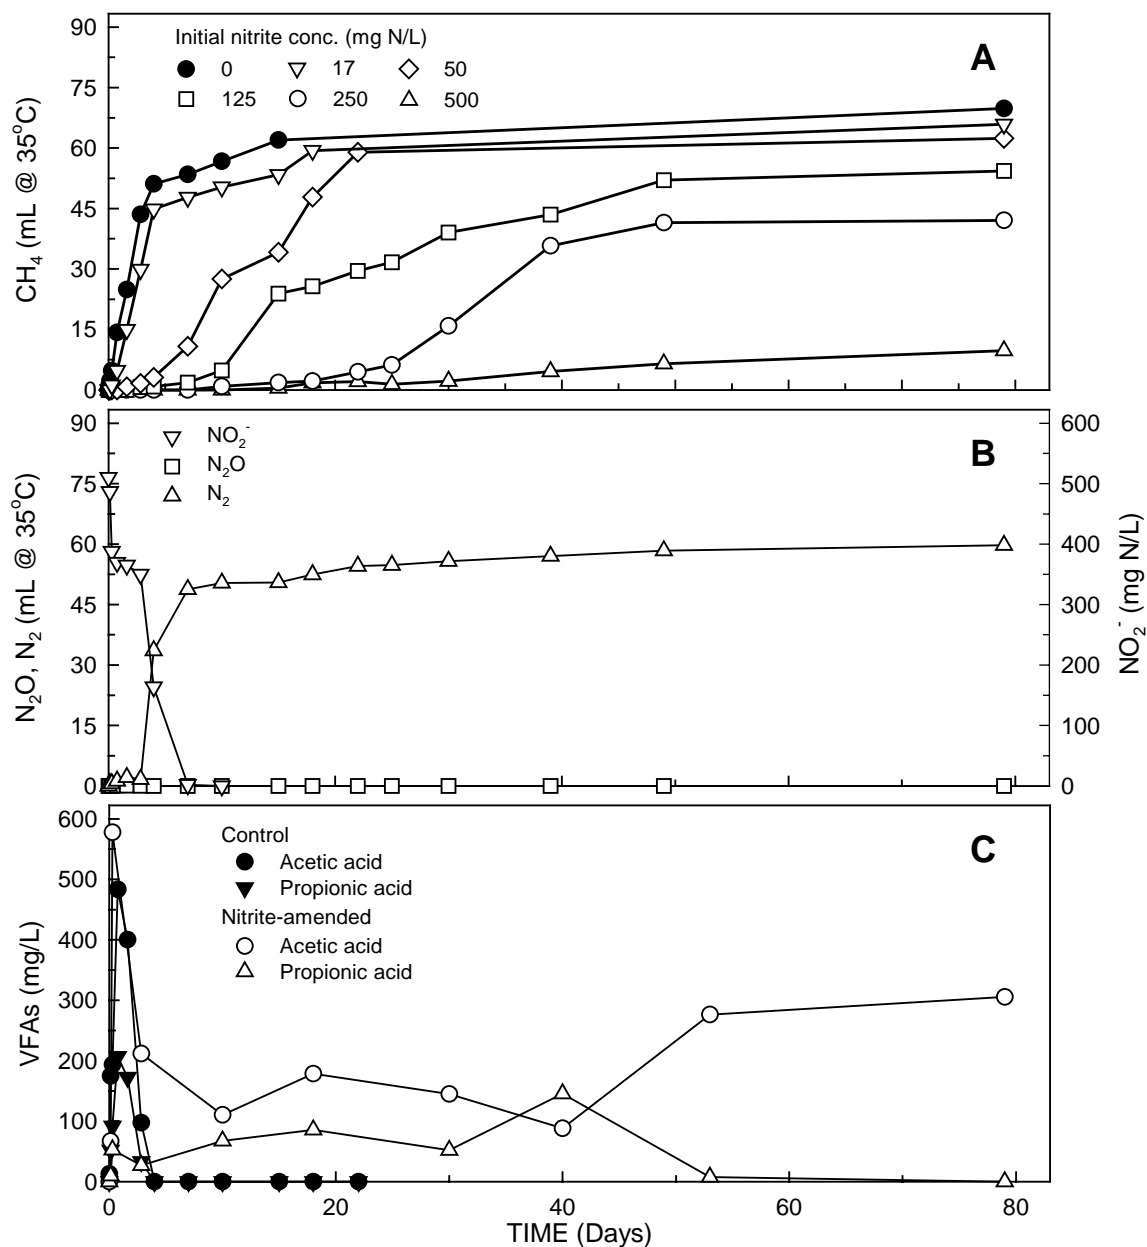 Initial nitrite conc. (mg N/L)
0 17 50
125 250 500
A
90
75
60
45
30
15
0
CH4 (mL @ 35°C)
NO2-
N2O
N2
B
90
75
60
45
30
15
0
N2O, N2 (mL @ 35°C)
600
500
400
300
200
100
0
NO2- (mg N/L)
Control
Acetic acid
Propionic acid
Nitrite-amended
Acetic acid
Propionic acid
C
600
500
400
300
200
100
0
VFAs (mg/L)
0 20 40 60 80
TIME (Days)